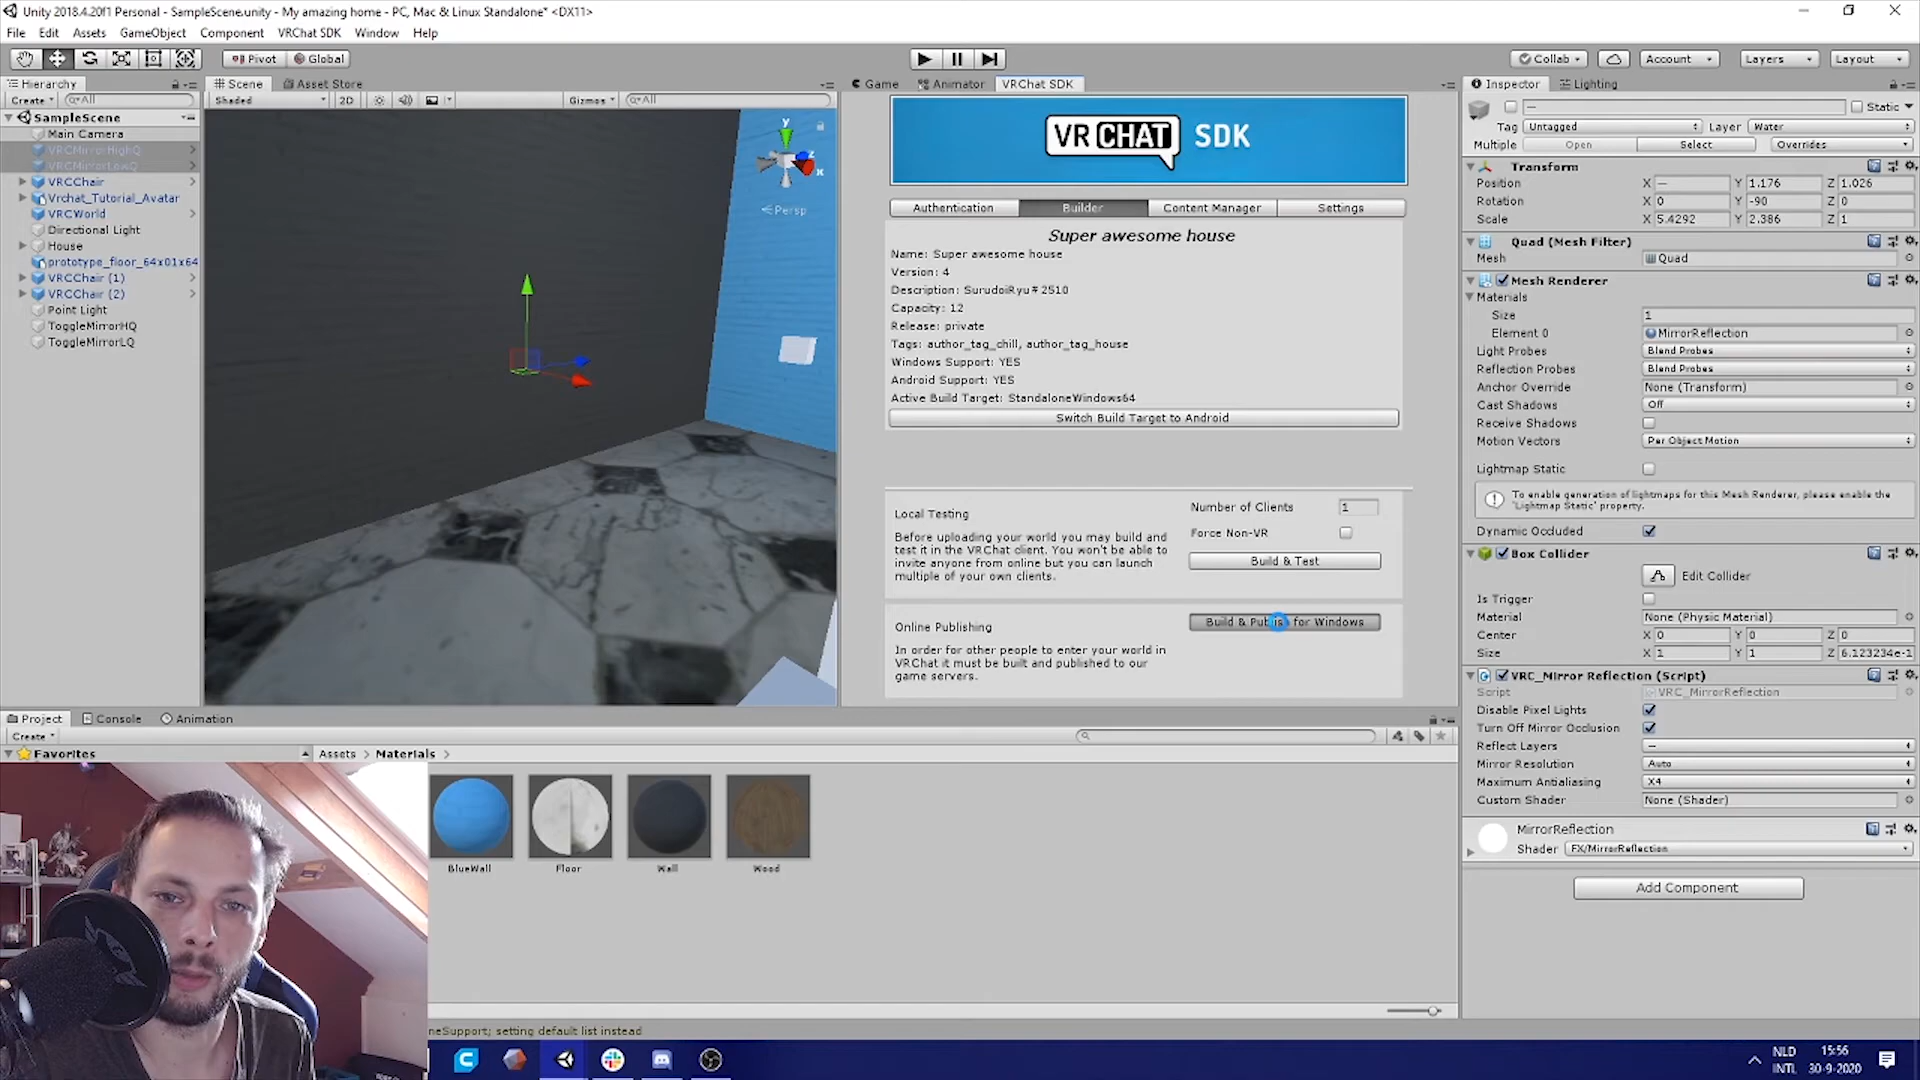 Unity 2018.4.20f1 Personal - SampleScene.unity - My amazing home - PC, Mac & Linux Standalone* <DX11>
File Edit Assets GameObject Component VRChat SDK Window Help
Pivot Global
Collab Account Layers Layout
Hierarchy
Create All
SampleScene
Main Camera
VRCMirrorHighQ
VRCMirrorLowQ
VRCChair
Vrchat_Tutorial_Avatar
VRCWorld
Directional Light
House
prototype_floor_64x01x64
VRCChair (1)
VRCChair (2)
Point Light
ToggleMirrorHQ
ToggleMirrorLQ
Scene Asset Store
Shaded 2D Gizmos All
y
z
x
Persp
Game Animator VRChat SDK
VRCHAT SDK
Authentication Builder Content Manager Settings
Super awesome house
Name: Super awesome house
Version: 4
Description: SurudoiRyu#2510
Capacity: 12
Release: private
Tags: author_tag_chill, author_tag_house
Windows Support: YES
Android Support: YES
Active Build Target: StandaloneWindows64
Switch Build Target to Android
Local Testing
Before uploading your world you may build and
test it in the VRChat client. You won't be able to
invite anyone from online but you can launch
multiple of your own clients.
Number of Clients 1
Force Non-VR
Build & Test
Online Publishing
In order for other people to enter your world in
VRChat it must be built and published to our
game servers.
Build & Publish for Windows
Inspector Lighting
— Static
Tag Untagged Layer Water
Multiple Open Select Overrides
Transform
Position X — Y 1.176 Z 1.026
Rotation X 0 Y -90 Z 0
Scale X 5.4292 Y 2.386 Z 1
Quad (Mesh Filter)
Mesh Quad
Mesh Renderer
Materials
Size 1
Element 0 MirrorReflection
Light Probes Blend Probes
Reflection Probes Blend Probes
Anchor Override None (Transform)
Cast Shadows Off
Receive Shadows
Motion Vectors Per Object Motion
Lightmap Static
To enable generation of lightmaps for this Mesh Renderer, please enable the
'Lightmap Static' property.
Dynamic Occluded
Box Collider
Edit Collider
Is Trigger
Material None (Physic Material)
Center X 0 Y 0 Z 0
Size X 1 Y 1 Z 6.123234e-1
VRC_Mirror Reflection (Script)
Script VRC_MirrorReflection
Disable Pixel Lights
Turn Off Mirror Occlusion
Reflect Layers —
Mirror Resolution Auto
Maximum Antialiasing X4
Custom Shader None (Shader)
MirrorReflection
Shader FX/MirrorReflection
Add Component
Project Console Animation
Create
Favorites
Assets > Materials >
BlueWall Floor Wall Wood
neSupport; setting default list instead
NLD
INTL
15:56
30-9-2020